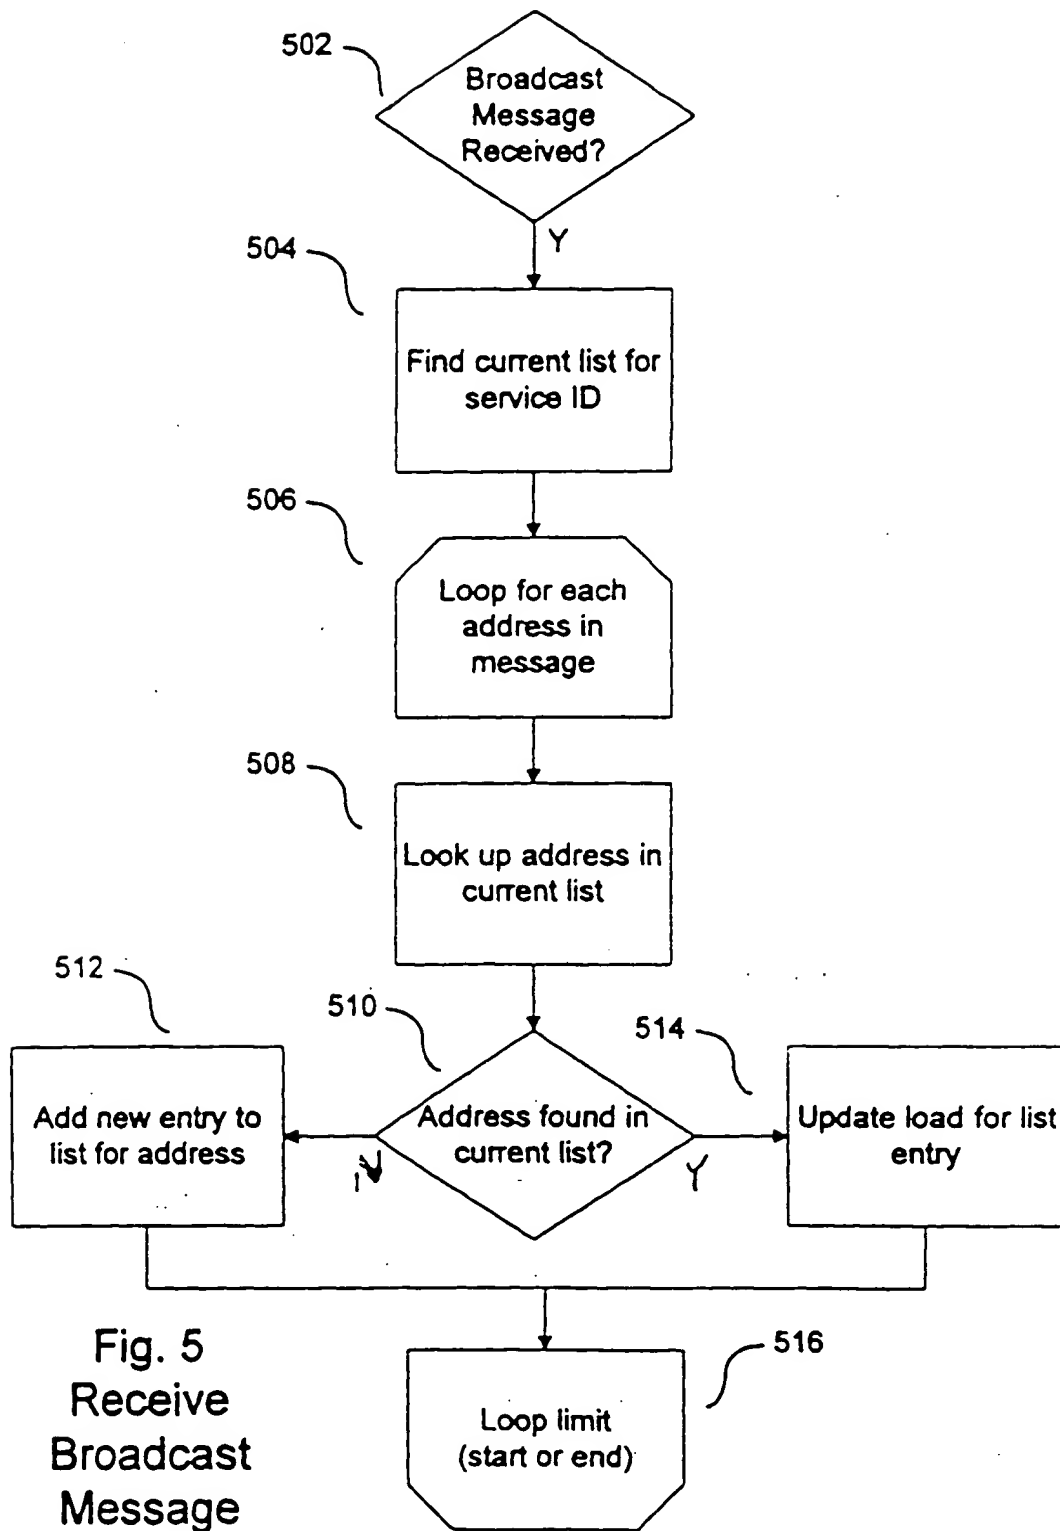 502
Broadcast
Message
Received?
Y
504
Find current list for
service ID
506
Loop for each
address in
message
508
Look up address in
current list
512
510
514
Add new entry to
list for address
Address found in
current list?
Update load for list
entry
N
Y
516
Loop limit
(start or end)
Fig. 5
Receive
Broadcast
Message